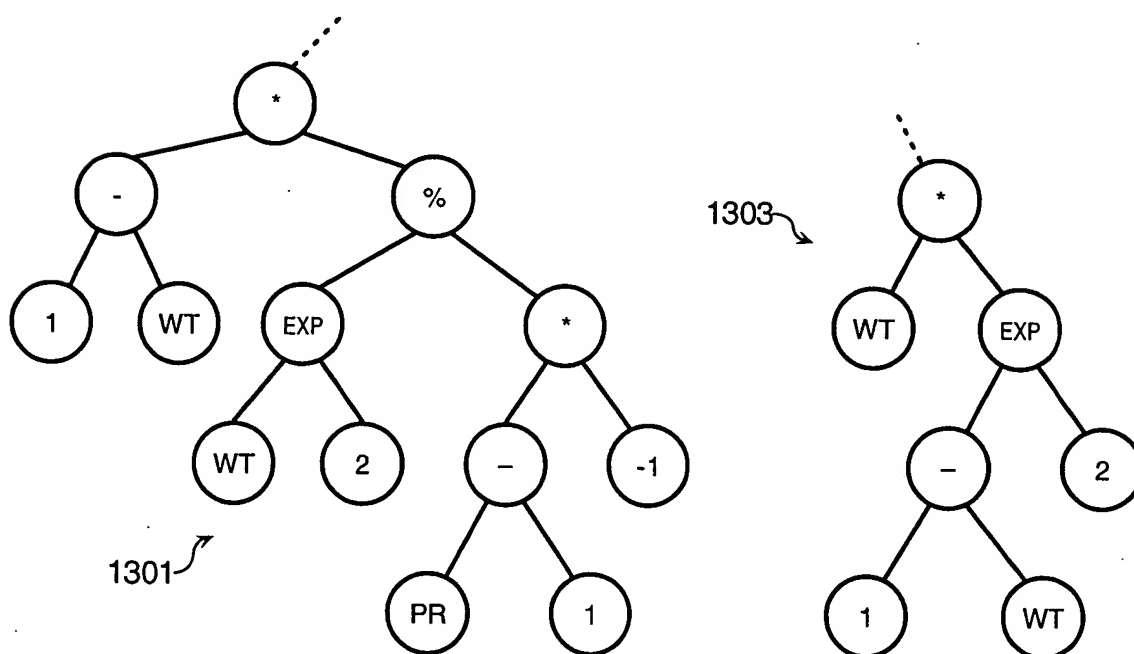 *
- % *
1303
1 WT EXP * WT EXP
WT 2 – -1 – 2
1301
PR 1 1 WT